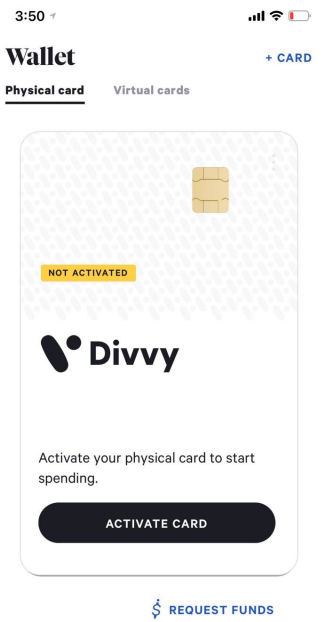 3:50
Wallet
+ CARD
Physical card Virtual cards
NOT ACTIVATED
Divvy
Activate your physical card to start
spending.
ACTIVATE CARD
REQUEST FUNDS